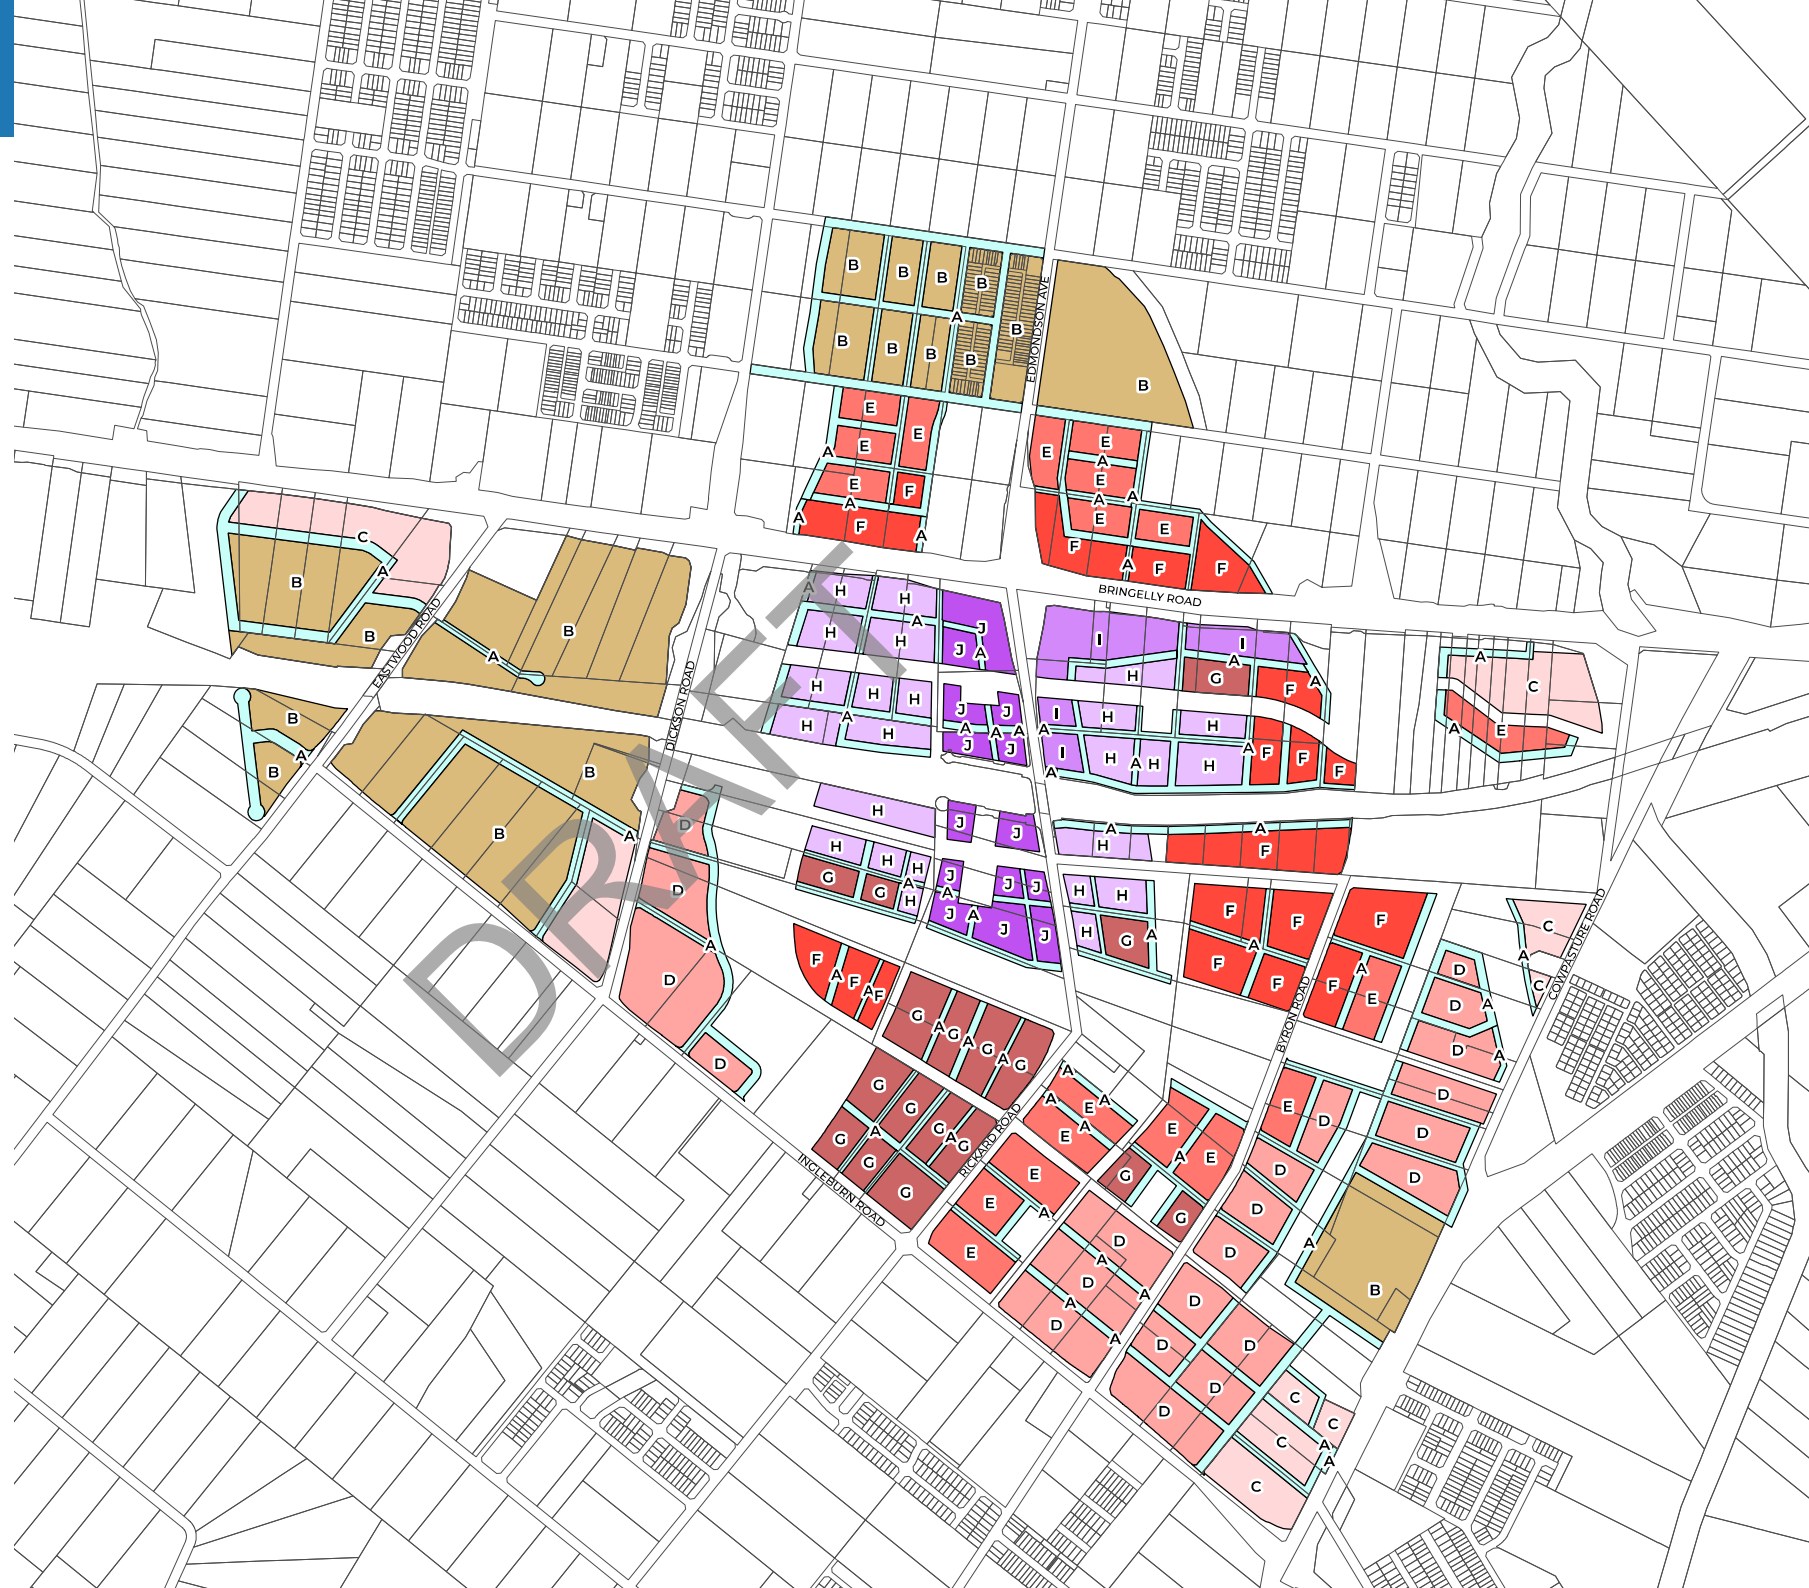 B B B B
EDMONDSON AVE
A B
B B B B B
E E
E E A
A E A E
E F A A
A A E E
A F A F
C A F F
B BRINGELLY ROAD
A H H
EASTWOOD ROAD
B B H A J I I
A H H J A A
DICKSON ROAD
H H H H G F A A C
B H A H J J I H H A E
A B A A A H A F F F
B J J I H A H H A
B H J J A A
A D H H F
H H J J J H H
D G G A A H F F F C
H J A J J H G A
A F F A D A
D F A F A F G F F A E D A C
COWPASTURE ROAD
BYRON ROAD
G A G A G A G D A
D G A D
G A A E A E D D
G A G A G E A E E
G RICKARD ROAD
INGLEBURN ROAD
G E G D D
E A G D
E D A D A B
D D
A A D
D A D D
D D C C
C A A
C
DRAFT